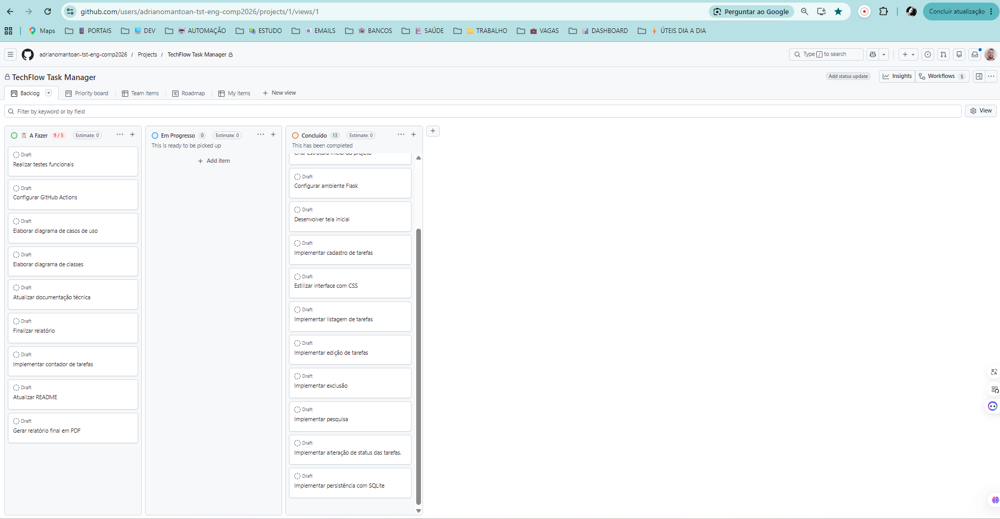 github.com/users/adrianomantoan-tst-eng-comp2026/projects/1/views/1
Perguntar ao Google
Concluir atualização
Maps
PORTAIS
DEV
AUTOMAÇÃO
ESTUDO
EMAILS
BANCOS
SAÚDE
TRABALHO
VAGAS
DASHBOARD
ÚTEIS DIA A DIA
adrianomantoan-tst-eng-comp2026 / Projects / TechFlow Task Manager
Type / to search
TechFlow Task Manager
Add status update
Insights
Workflows 5
Backlog
Priority board
Team items
Roadmap
My items
New view
Filter by keyword or by field
View
A Fazer 9 / 5 Estimate: 0
Draft
Realizar testes funcionais
Draft
Configurar GitHub Actions
Draft
Elaborar diagrama de casos de uso
Draft
Elaborar diagrama de classes
Draft
Atualizar documentação técnica
Draft
Finalizar relatório
Draft
Implementar contador de tarefas
Draft
Atualizar README
Draft
Gerar relatório final em PDF
Em Progresso 0 Estimate: 0
This is ready to be picked up
Add item
Concluído 13 Estimate: 0
This has been completed
Criar estrutura inicial do projeto
Draft
Configurar ambiente Flask
Draft
Desenvolver tela inicial
Draft
Implementar cadastro de tarefas
Draft
Estilizar interface com CSS
Draft
Implementar listagem de tarefas
Draft
Implementar edição de tarefas
Draft
Implementar exclusão
Draft
Implementar pesquisa
Draft
Implementar alteração de status das tarefas.
Draft
Implementar persistência com SQLite